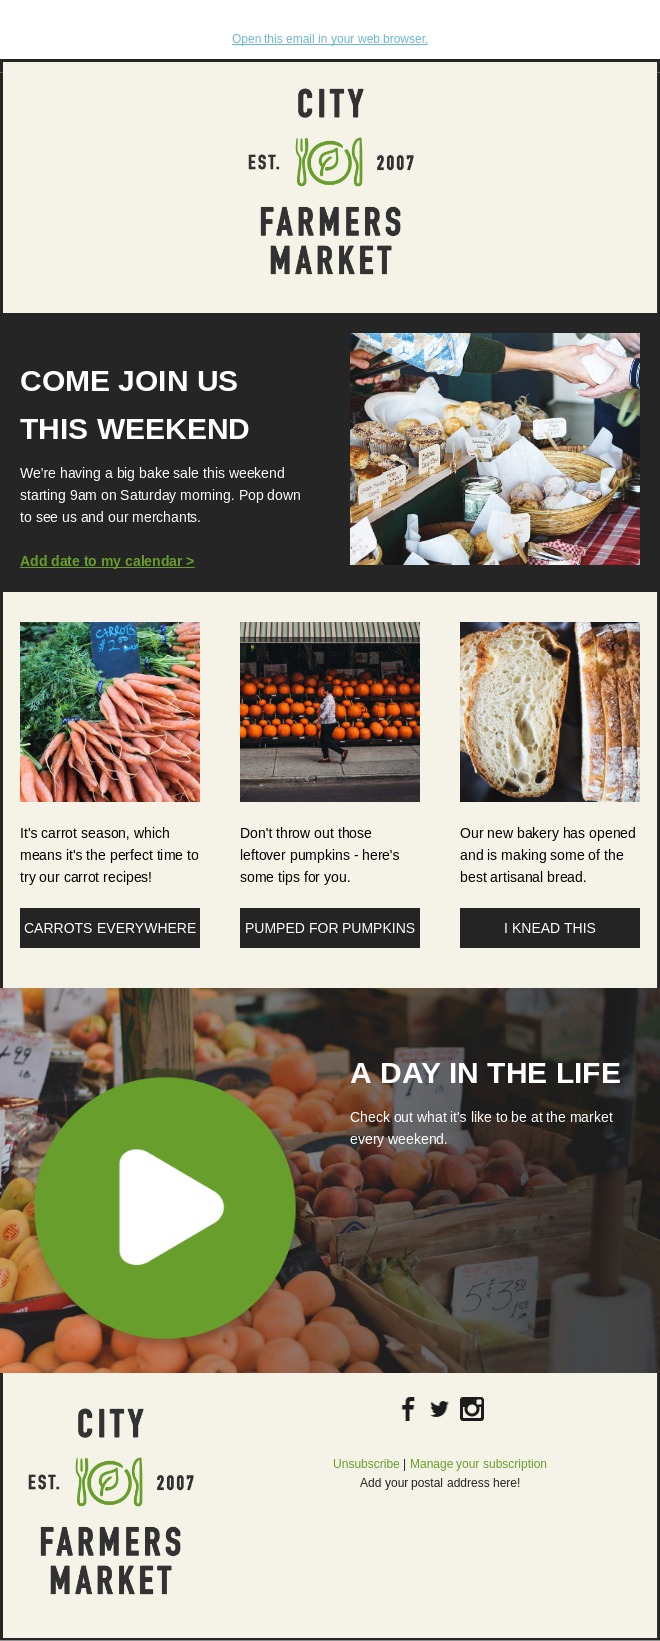 Open this email in your web browser.
CITY
EST. 2007
FARMERS
MARKET
COME JOIN US
THIS WEEKEND
We're having a big bake sale this weekend
starting 9am on Saturday morning. Pop down
to see us and our merchants.
Add date to my calendar >
CARROTS
$2.50
It's carrot season, which
means it's the perfect time to
try our carrot recipes!
CARROTS EVERYWHERE
Don't throw out those
leftover pumpkins - here's
some tips for you.
PUMPED FOR PUMPKINS
Our new bakery has opened
and is making some of the
best artisanal bread.
I KNEAD THIS
A DAY IN THE LIFE
Check out what it's like to be at the market
every weekend.
CITY
EST. 2007
FARMERS
MARKET
Unsubscribe | Manage your subscription
Add your postal address here!